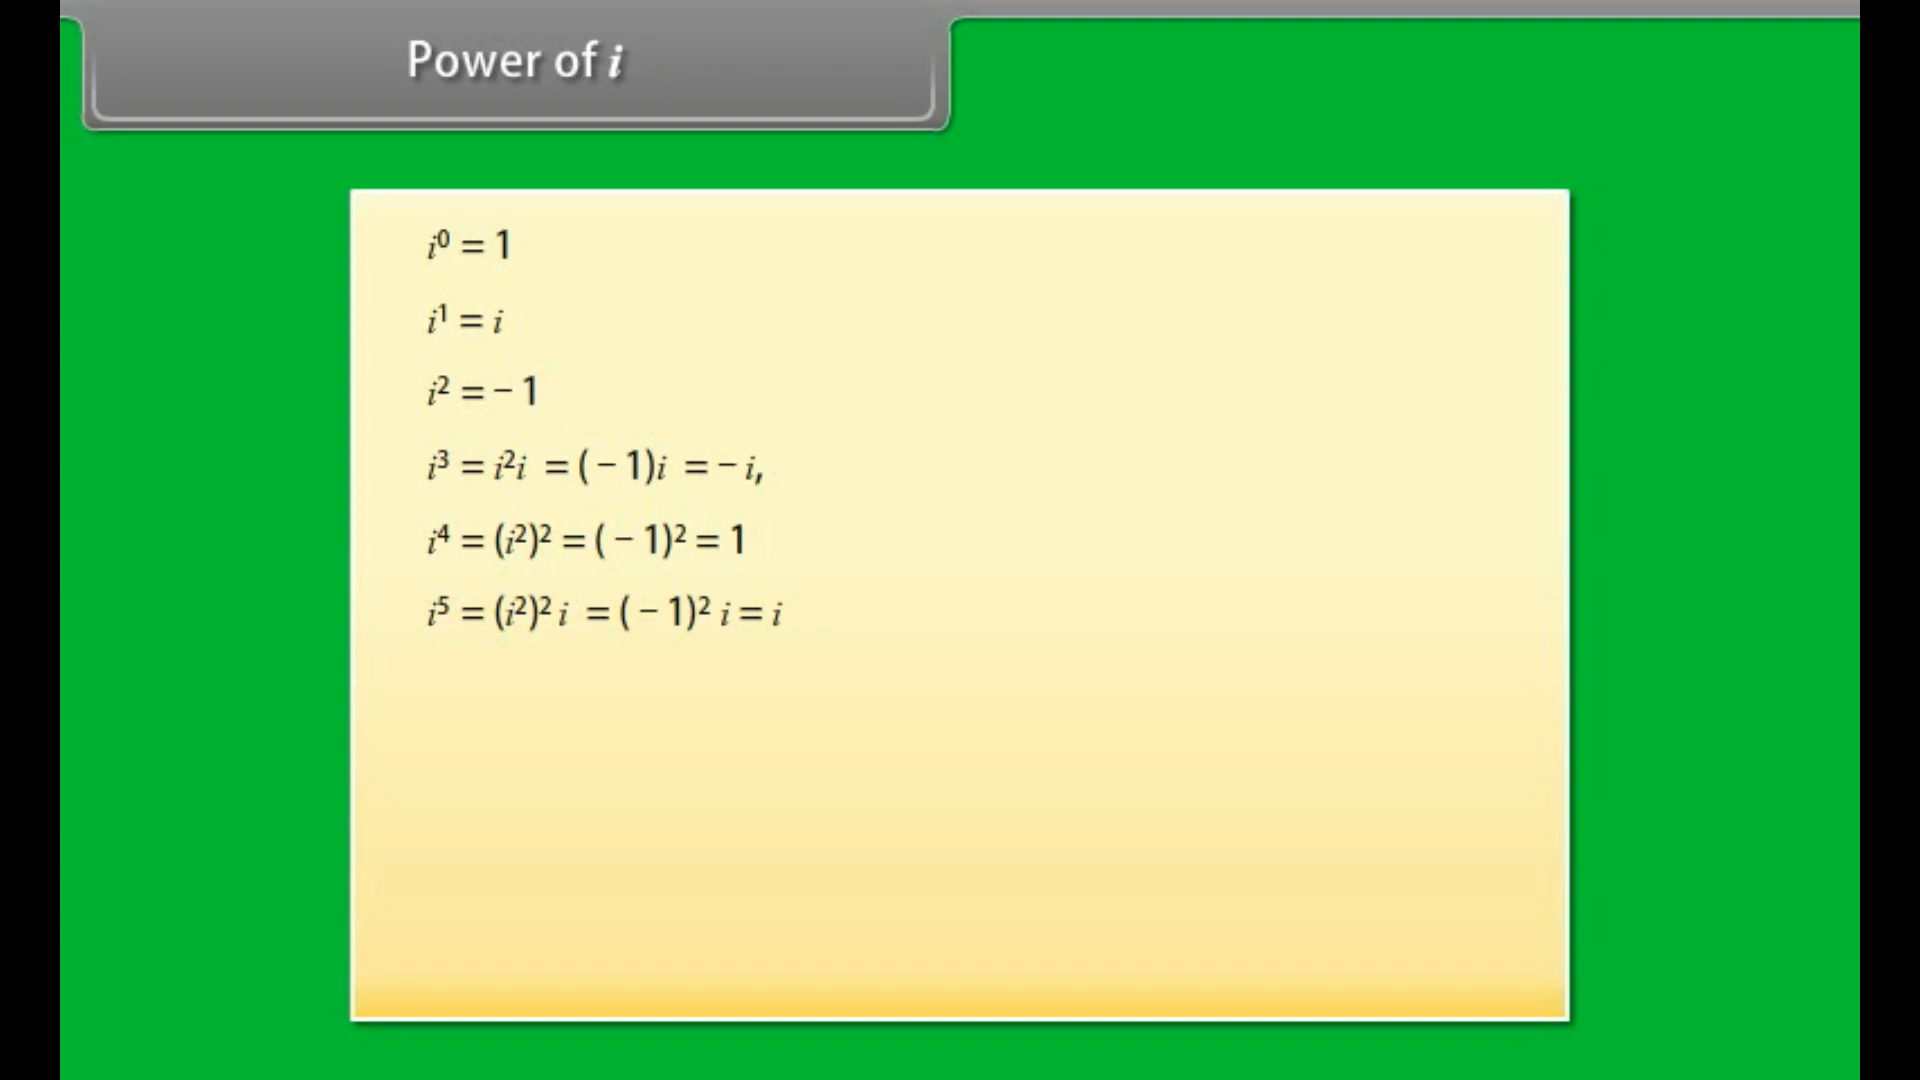 Power of i
i⁰ = 1
i¹ = i
i² = – 1
i³ = i²i = ( – 1)i = – i,
i⁴ = (i²)² = ( – 1)² = 1
i⁵ = (i²)² i = ( – 1)² i = i